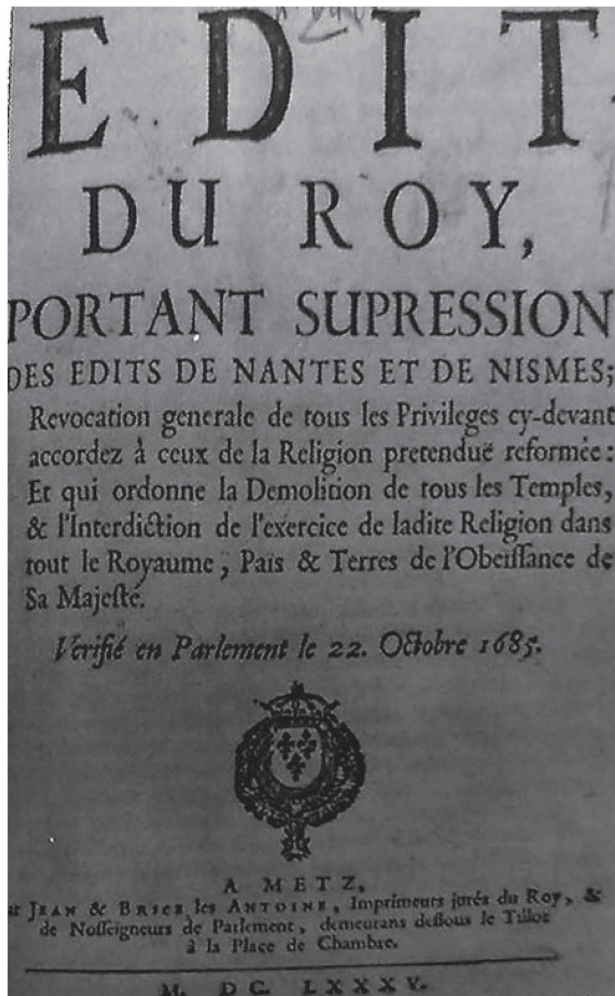 EDIT
DU ROY,
PORTANT SUPRESSION
DES EDITS DE NANTES ET DE NISMES;
Revocation generale de tous les Privileges cy-devant
accordez à ceux de la Religion pretenduë reformée:
Et qui ordonne la Demolition de tous les Temples,
& l'Interdiction de l'exercice de ladite Religion dans
tout le Royaume, Païs & Terres de l'Obeïſſance de
Sa Majeſté.
Verifié en Parlement le 22. Octobre 1685.
A METZ,
JEAN & BRICE les ANTOINE, Imprimeurs jurés du Roy, &
de Noſſeigneurs de Parlement, demeurans deſſous le Tillot
à la Place de Chambre.
M. DC. LXXXV.